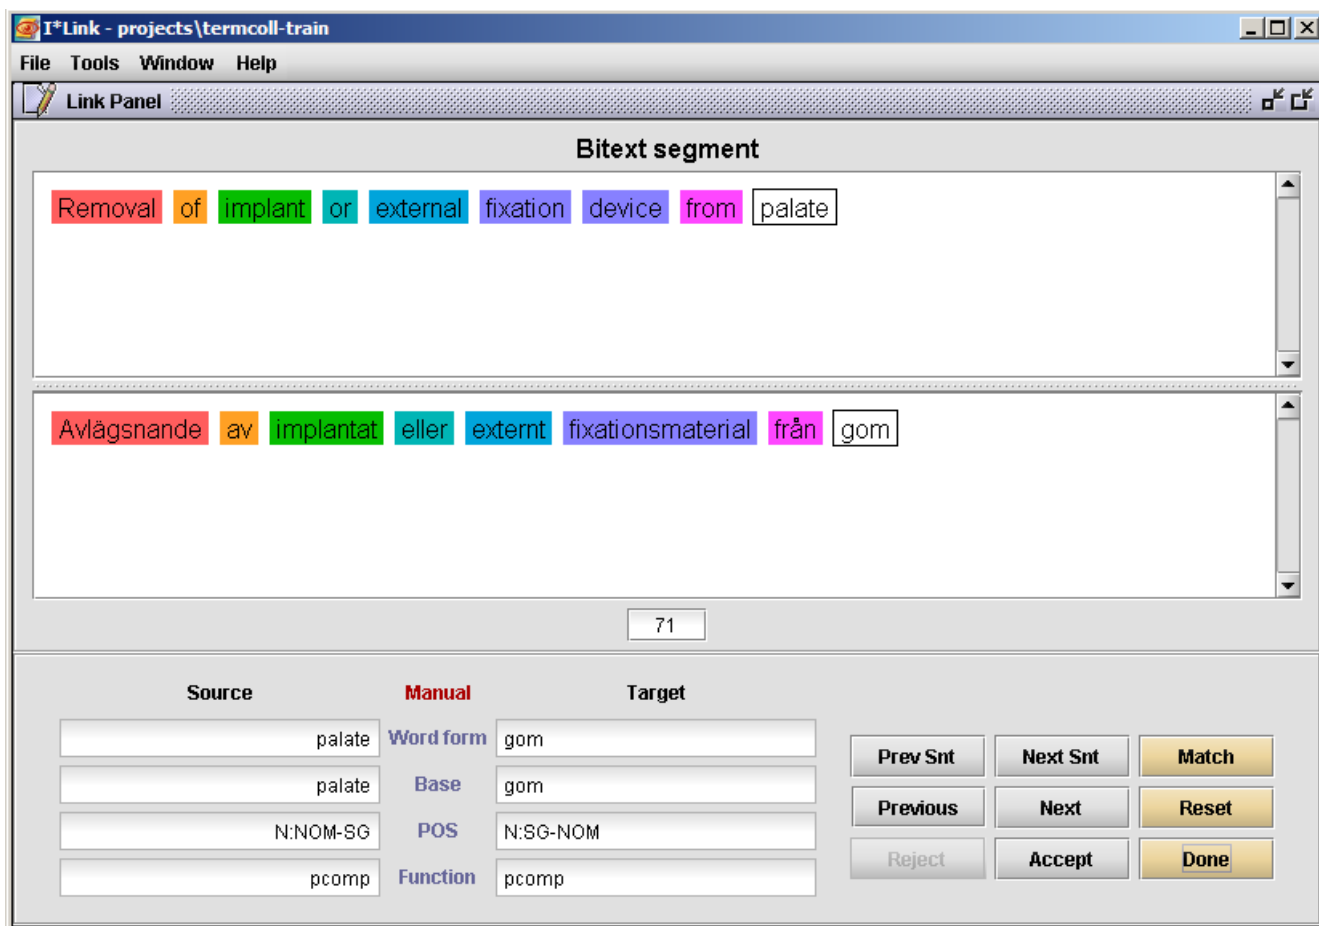 I*Link - projects\termcoll-train
File Tools Window Help
Link Panel
Bitext segment
Removal of implant or external fixation device from palate
Avlägsnande av implantat eller externt fixationsmaterial från gom
71
Source Manual Target
palate Word form gom
palate Base gom
N:NOM-SG POS N:SG-NOM
pcomp Function pcomp
Prev Snt Next Snt Match
Previous Next Reset
Reject Accept Done